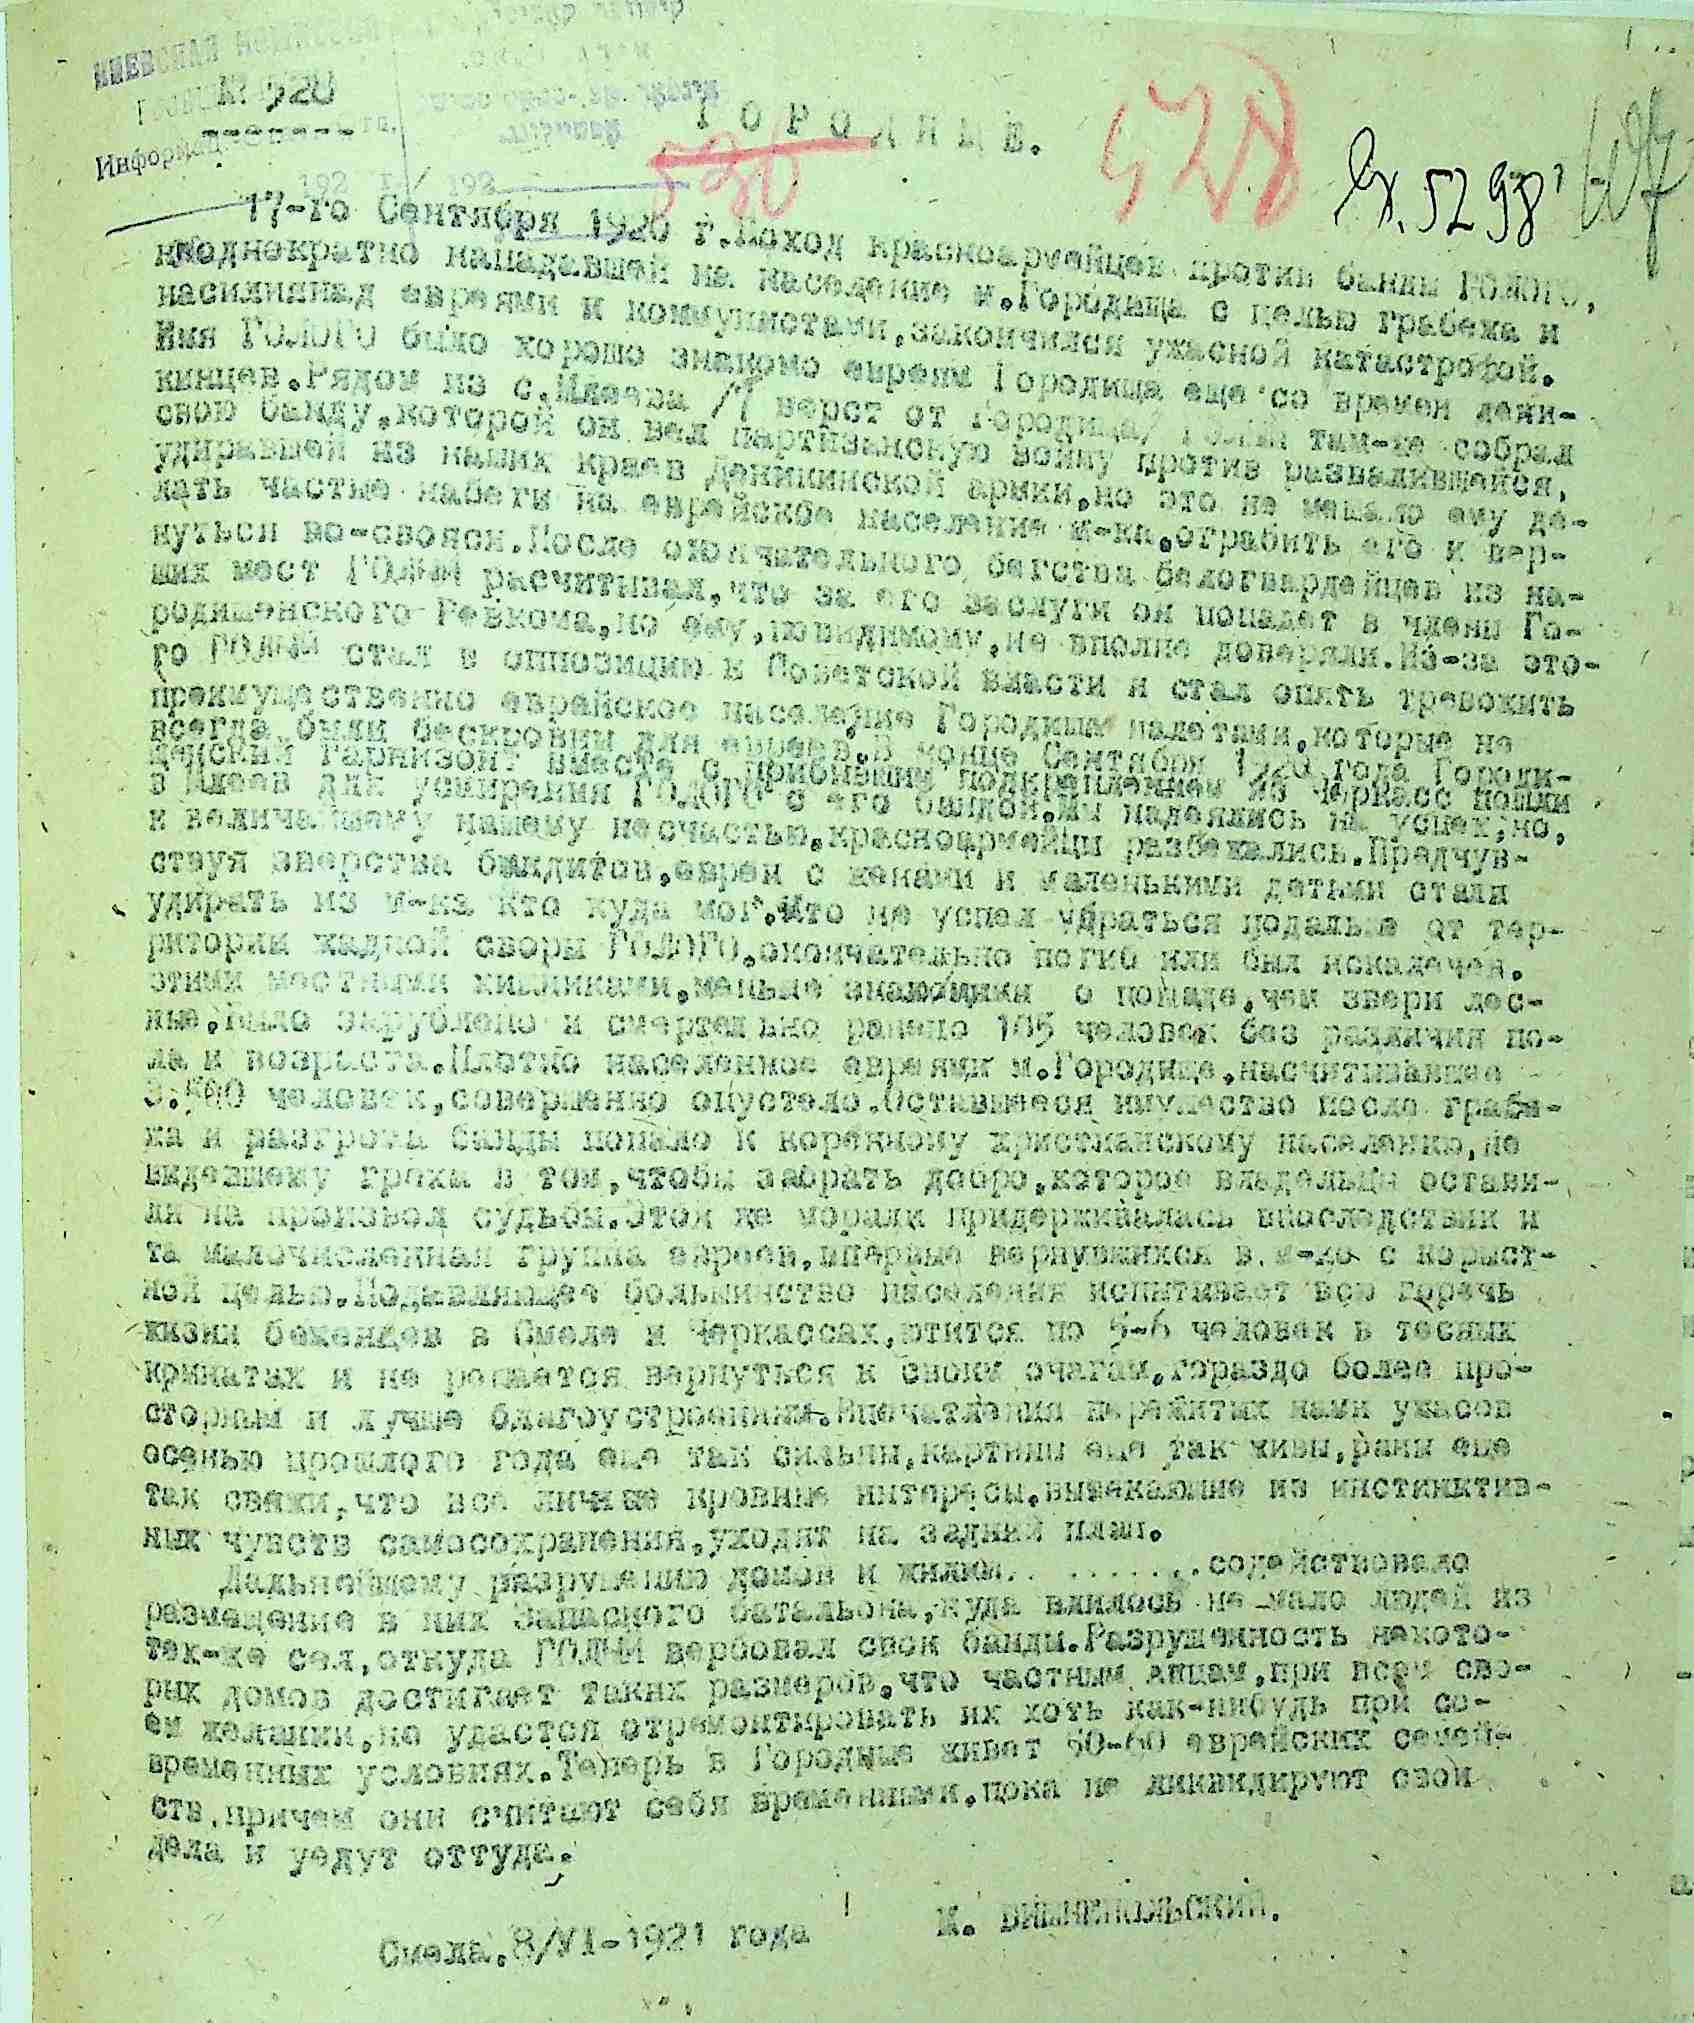 КИЕВСКАЯ
№ 520
Информац
ГОРОДИЩЕ.
530
428
Вх. 5298
17-го Сентября 1920 г. Поход красноармейцев против банды ГОЛОГО,
неоднократно нападавшей на население м.Городища с целью грабежа и
насилия над евреями и коммунистами, закончился ужасной катастрофой.
Имя ГОЛОГО было хорошо знакомо евреям Городища еще со времен дени-
кинцев. Рядом из с.Млеева /7 верст от Городища/ Голый там-же собрал
свою банду, которой он вел партизанскую войну против развалившейся,
удиравшей из наших краев Деникинской армии, но это не мешало ему де-
лать частые набеги на еврейское население м-ка, ограбить его и вер-
нуться во-свояси. После окончательного бегства белогвардейцев из на-
ших мест ГОЛЫЙ расчитывал, что за его заслуги он попадет в члены Го-
родищенского Ревкома, но ему, повидимому, не вполне доверяли. Из-за это-
го ГОЛЫЙ стал в оппозицию к Советской власти и стал опять тревожить
преимущественно еврейское население Городища налетами, которые не
всегда были бескровны для евреев. В конце Сентября 1920 года Городи-
щенский гарнизон вместе с прибывшим подкреплением из Черкасс пошли
в Млеев для усмирения ГОЛОГО с его бандой. Мы надеялись на успех, но,
к величайшему нашему несчастью, красноармейцы разбежались. Предчув-
ствуя зверства бандитов, евреи с женами и маленькими детьми стали
удирать из м-ка кто куда мог. Кто не успел убраться подальше от тер-
ритории жадной своры ГОЛОГО, окончательно погиб или был искалечен.
этими местными хищниками, меньше знающими о пощаде, чем звери лес-
ные. Было зарублено и смертельно ранено 105 человек без различия по-
ла и возраста. Плотно населенное евреями м.Городище, насчитывавшее
3.500 человек, совершенно опустело. Оставшееся имущество после грабе-
жа и разгрома банды попало к коренному христианскому населению, не
видевшему греха в том, чтобы забрать добро, которое владельцы остави-
ли на произвол судьбы. Этой же морали придерживалась впоследствии и
та малочисленная группа евреев, впервые вернувшихся в м-ко с корыст-
ной целью. Подавляющее большинство населения испытывает всю горечь
жизни беженцев в Смеле и Черкассах, ютится по 5-6 человек в тесных
комнатах и не решается вернуться к своим очагам, гораздо более про-
сторным и лучше благоустроенным. Впечатления пережитых нами ужасов
осенью прошлого года еще так сильны, картины еще так живы, раны еще
так свежи, что все личные кровные интересы, вытекающие из инстинктив-
ных чувств самосохранения, уходят на задний план.
Дальнейшему разрушению домов и жилищ.. ....... содействовало
размещение в них Запасного батальона, куда влилось не мало людей из
тех-же сел, откуда ГОЛЫЙ вербовал свои банды. Разрушенность некото-
рых домов достигает таких размеров, что частным лицам, при всем сво-
ем желании, не удастся отремонтировать их хоть как-нибудь при со-
временных условиях. Теперь в Городище живет 50-60 еврейских семей-
ств, причем они считают себя временными, пока не ликвидируют свои
дела и уедут оттуда.
Смела, 8/VI-1921 года